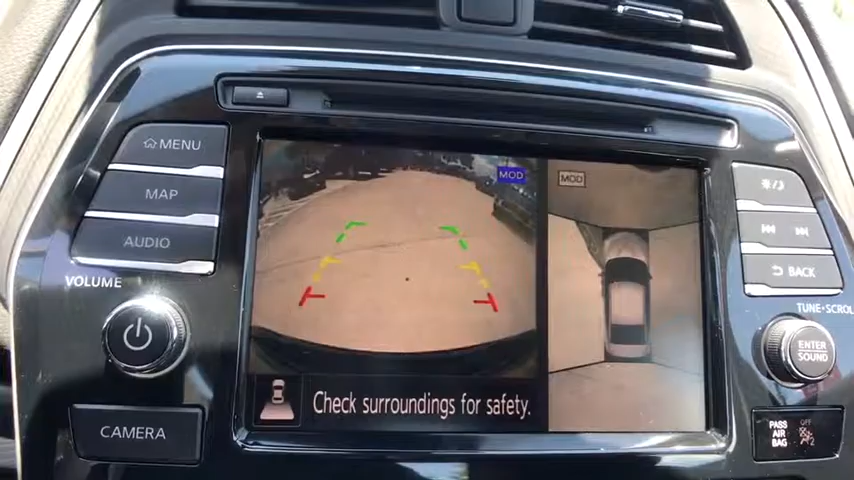 MENU
MAP
AUDIO
VOLUME
CAMERA
MOD
MOD
Check surroundings for safety.
BACK
TUNE•SCROLL
ENTER
SOUND
PASS
AIR
BAG
OFF